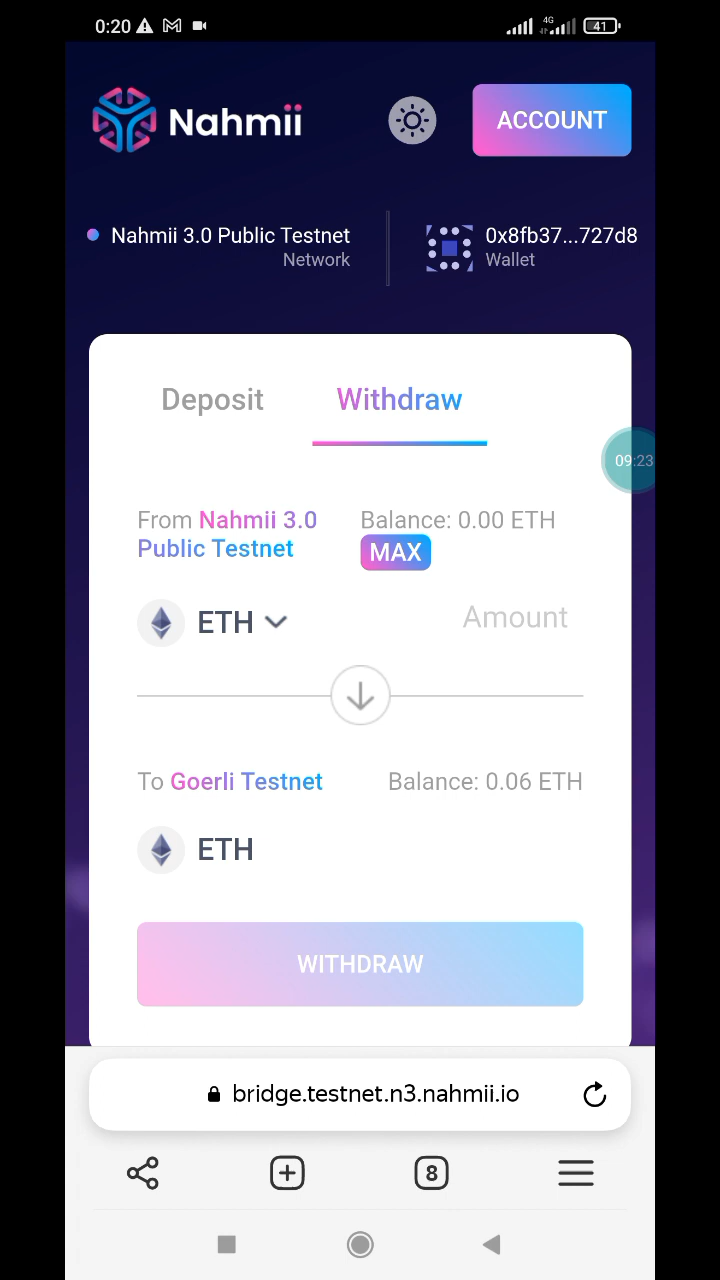 0:20
4G
41
Nahmii
ACCOUNT
Nahmii 3.0 Public Testnet
Network
0x8fb37...727d8
Wallet
Deposit
Withdraw
09:23
From Nahmii 3.0
Public Testnet
Balance: 0.00 ETH
MAX
ETH
Amount
To Goerli Testnet
Balance: 0.06 ETH
ETH
WITHDRAW
bridge.testnet.n3.nahmii.io
8